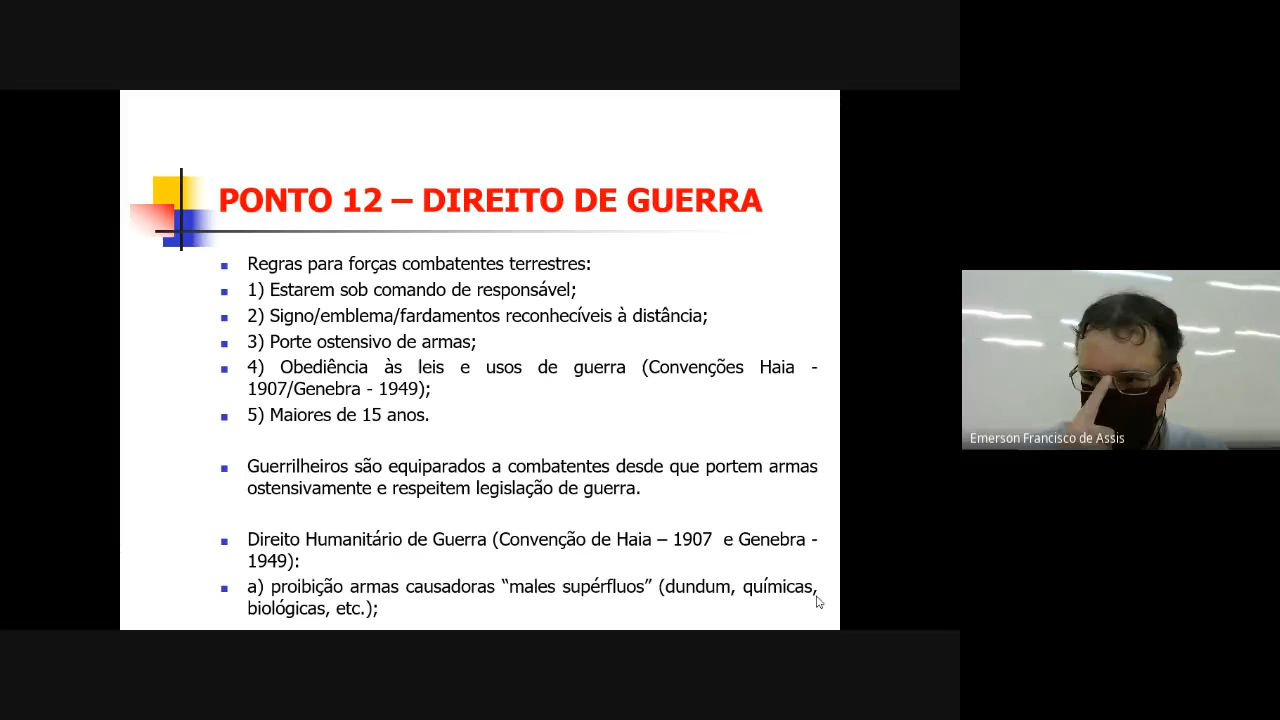 PONTO 12 – DIREITO DE GUERRA
Regras para forças combatentes terrestres:
1) Estarem sob comando de responsável;
2) Signo/emblema/fardamentos reconhecíveis à distância;
3) Porte ostensivo de armas;
4) Obediência às leis e usos de guerra (Convenções Haia -
1907/Genebra - 1949);
5) Maiores de 15 anos.
Guerrilheiros são equiparados a combatentes desde que portem armas
ostensivamente e respeitem legislação de guerra.
Direito Humanitário de Guerra (Convenção de Haia – 1907 e Genebra -
1949):
a) proibição armas causadoras “males supérfluos” (dundum, químicas,
biológicas, etc.);
Emerson Francisco de Assis